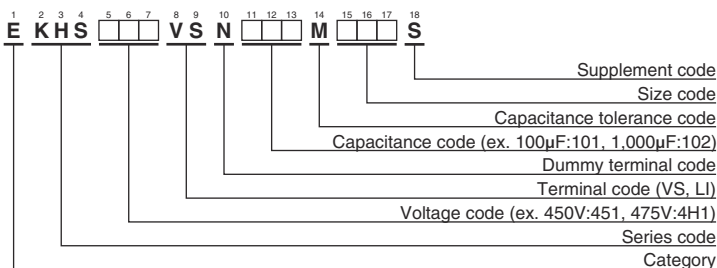 1 2 3 4 5 6 7 8 9 10 11 12 13 14 15 16 17 18
E KHS VS N M S
Supplement code
Size code
Capacitance tolerance code
Capacitance code (ex. 100μF:101, 1,000μF:102)
Dummy terminal code
Terminal code (VS, LI)
Voltage code (ex. 450V:451, 475V:4H1)
Series code
Category